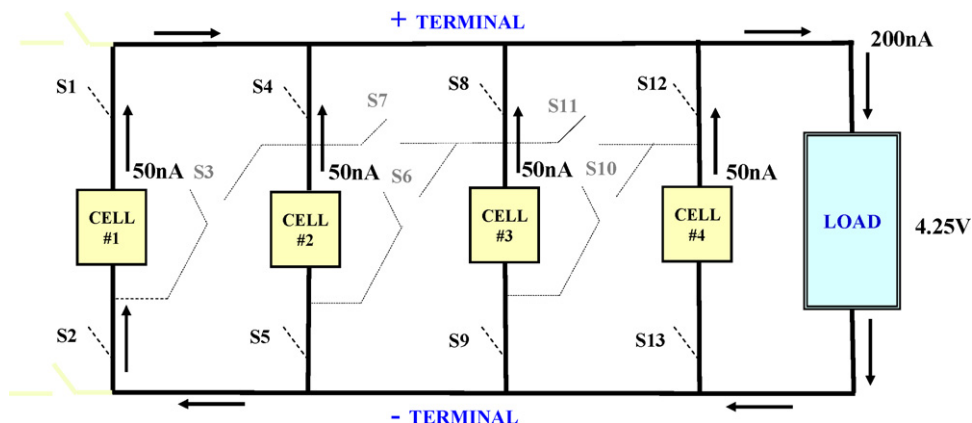 + TERMINAL
200nA
S1
S4
S8
S12
S7
S11
50nA
S3
50nA
S6
50nA
S10
50nA
CELL
#1
CELL
#2
CELL
#3
CELL
#4
LOAD
4.25V
S2
S5
S9
S13
- TERMINAL